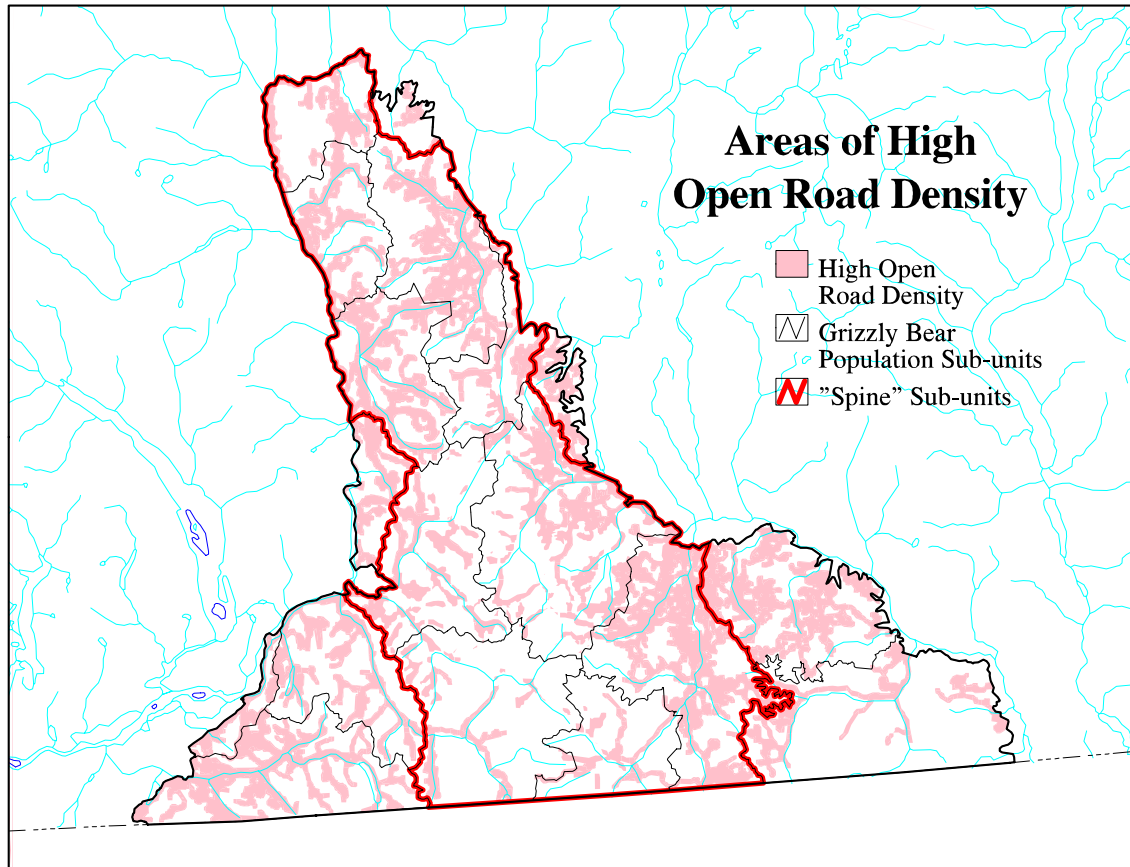 Areas of High
Open Road Density
High Open
Road Density
Grizzly Bear
Population Sub-units
”Spine” Sub-units